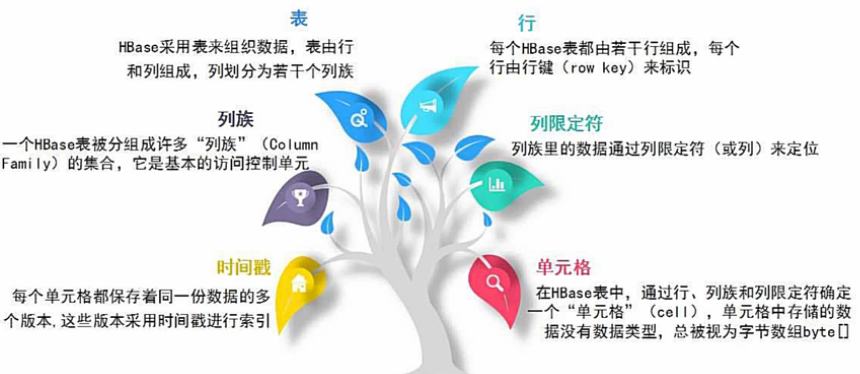 表
HBase采用表来组织数据，表由行
和列组成，列划分为若干个列族
行
每个HBase表都由若干行组成，每个
行由行键（row key）来标识
列族
一个HBase表被分组成许多“列族”（Column
Family）的集合，它是基本的访问控制单元
列限定符
列族里的数据通过列限定符（或列）来定位
时间戳
每个单元格都保存着同一份数据的多
个版本,这些版本采用时间戳进行索引
单元格
在HBase表中，通过行、列族和列限定符确定
一个“单元格”（cell），单元格中存储的数
据没有数据类型，总被视为字节数组byte[]